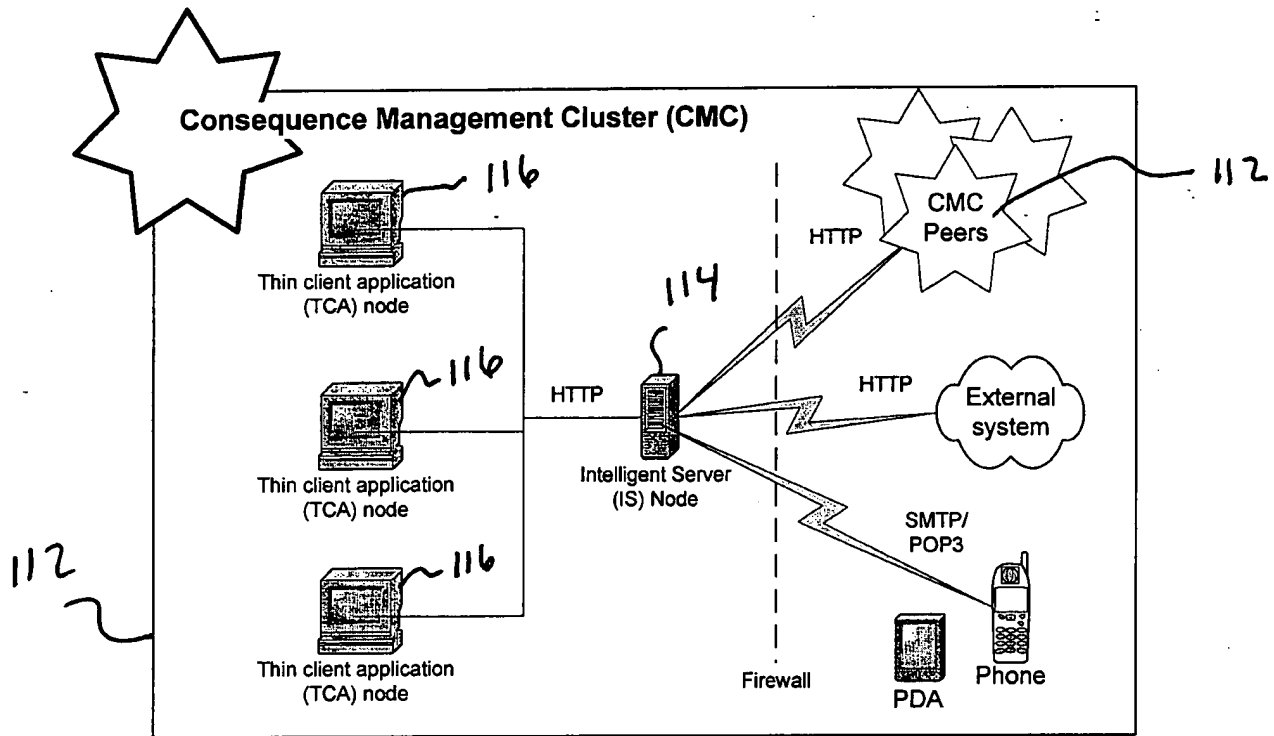 Consequence Management Cluster (CMC)
116
Thin client application
(TCA) node
116
Thin client application
(TCA) node
116
Thin client application
(TCA) node
112
HTTP
114
Intelligent Server
(IS) Node
Firewall
HTTP
CMC
Peers
112
HTTP
External
system
SMTP/
POP3
PDA
Phone